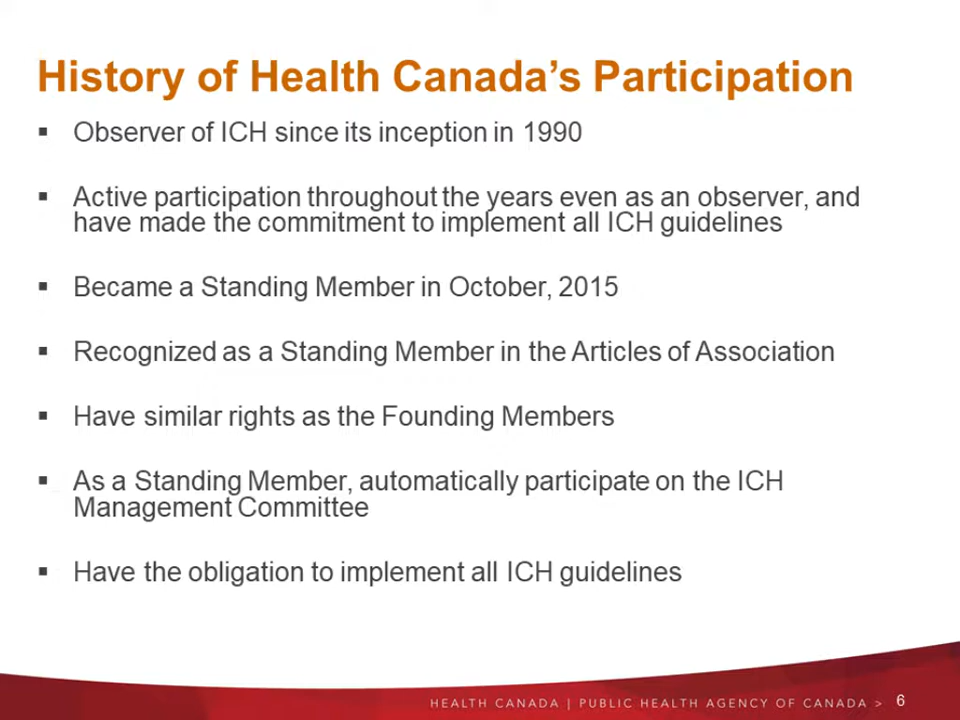 History of Health Canada’s Participation
▪ Observer of ICH since its inception in 1990
▪ Active participation throughout the years even as an observer, and
have made the commitment to implement all ICH guidelines
▪ Became a Standing Member in October, 2015
▪ Recognized as a Standing Member in the Articles of Association
▪ Have similar rights as the Founding Members
▪ As a Standing Member, automatically participate on the ICH
Management Committee
▪ Have the obligation to implement all ICH guidelines
HEALTH CANADA | PUBLIC HEALTH AGENCY OF CANADA > 6